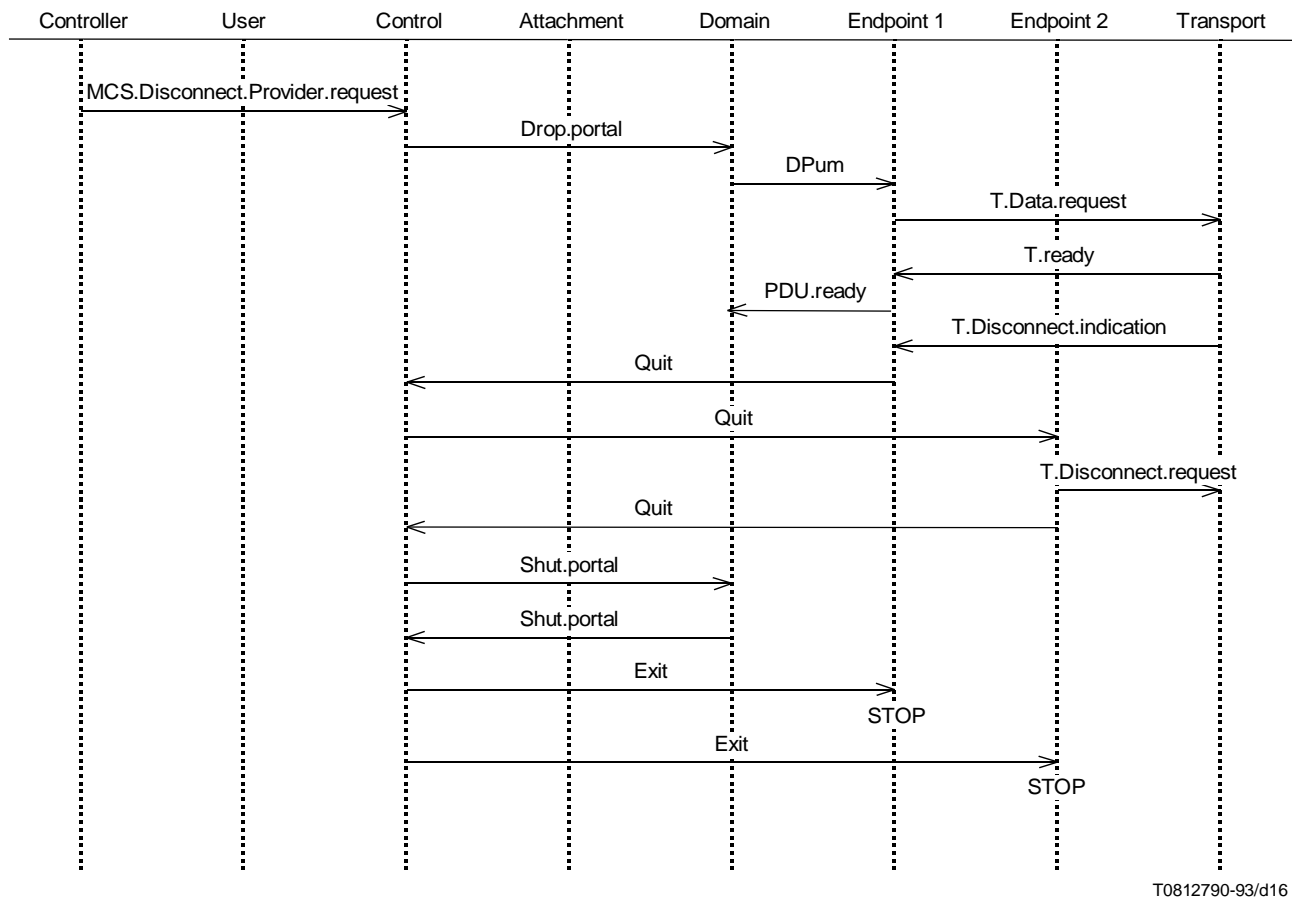 Controller User Control Attachment Domain Endpoint 1 Endpoint 2 Transport
MCS.Disconnect.Provider.request
Drop.portal
DPum
T.Data.request
T.ready
PDU.ready
T.Disconnect.indication
Quit
Quit
T.Disconnect.request
Quit
Shut.portal
Shut.portal
Exit
STOP
Exit
STOP
T0812790-93/d16